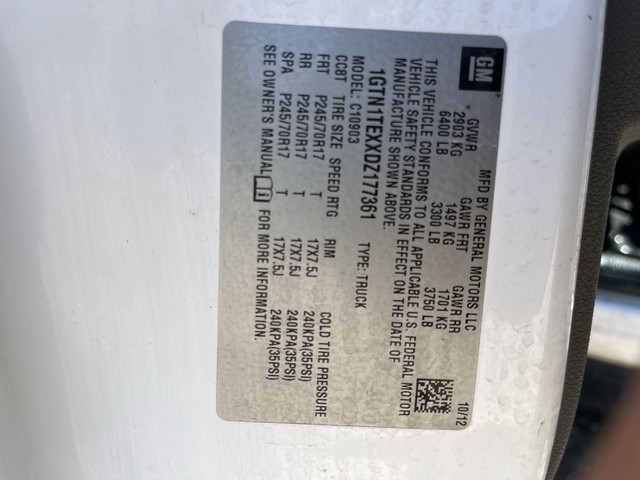 GM
MFD BY GENERAL MOTORS LLC 10/12
GVWR GAWR FRT GAWR RR
2903 KG 1497 KG 1701 KG
6400 LB 3300 LB 3750 LB
THIS VEHICLE CONFORMS TO ALL APPLICABLE U.S. FEDERAL MOTOR
VEHICLE SAFETY STANDARDS IN EFFECT ON THE DATE OF
MANUFACTURE SHOWN ABOVE.
1GTN1TEXXDZ177361 TYPE: TRUCK
MODEL: C10903
CC8T TIRE SIZE SPEED RTG RIM COLD TIRE PRESSURE
FRT P245/70R17 T 17X7.5J 240KPA(35PSI)
RR P245/70R17 T 17X7.5J 240KPA(35PSI)
SPA P245/70R17 T 17X7.5J 240KPA(35PSI)
SEE OWNER'S MANUAL FOR MORE INFORMATION.